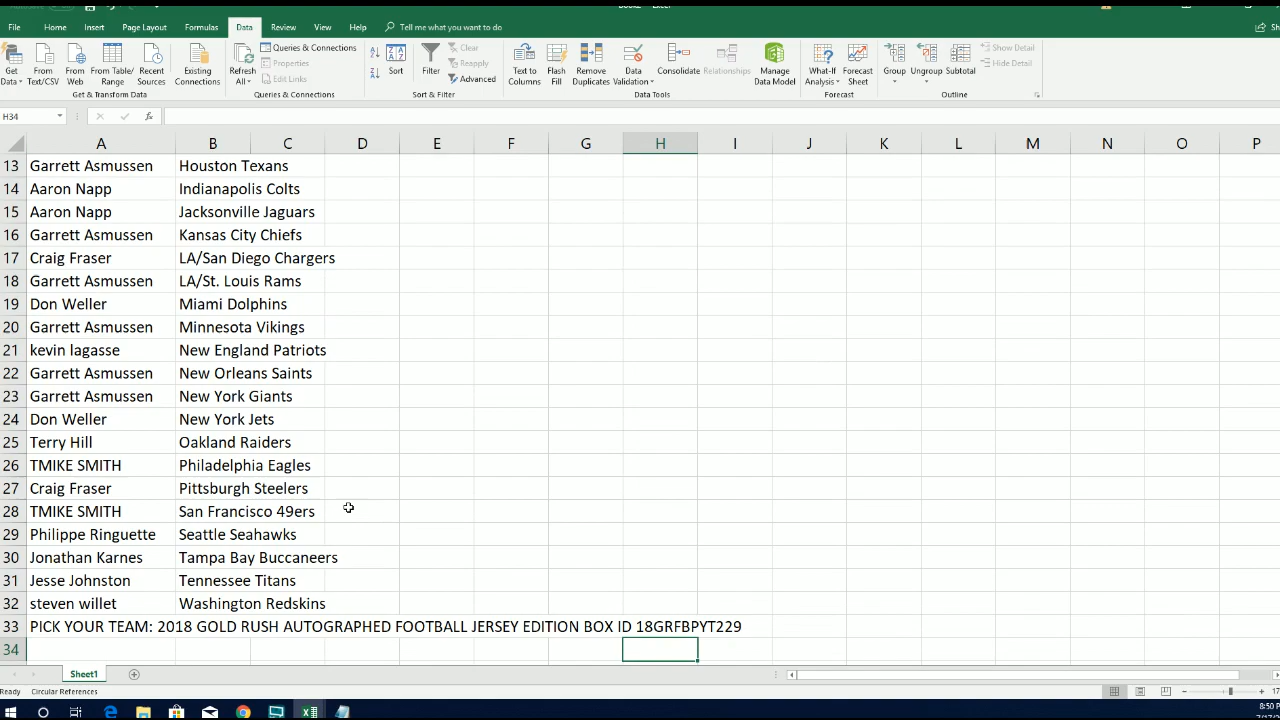 File Home Insert Page Layout Formulas Data Review View Help Tell me what you want to do
Get Data From Text/CSV From Web From Table/ Range Recent Sources Existing Connections Refresh All Queries & Connections Properties Edit Links Sort Filter Clear Reapply Advanced Text to Columns Flash Fill Remove Duplicates Data Validation Consolidate Relationships Manage Data Model What-If Analysis Forecast Sheet Group Ungroup Subtotal Show Detail Hide Detail
Get & Transform Data Queries & Connections Sort & Filter Data Tools Forecast Outline
H34 fx
A B C D E F G H I J K L M N O P
13 Garrett Asmussen Houston Texans
14 Aaron Napp Indianapolis Colts
15 Aaron Napp Jacksonville Jaguars
16 Garrett Asmussen Kansas City Chiefs
17 Craig Fraser LA/San Diego Chargers
18 Garrett Asmussen LA/St. Louis Rams
19 Don Weller Miami Dolphins
20 Garrett Asmussen Minnesota Vikings
21 kevin lagasse New England Patriots
22 Garrett Asmussen New Orleans Saints
23 Garrett Asmussen New York Giants
24 Don Weller New York Jets
25 Terry Hill Oakland Raiders
26 TMIKE SMITH Philadelphia Eagles
27 Craig Fraser Pittsburgh Steelers
28 TMIKE SMITH San Francisco 49ers
29 Philippe Ringuette Seattle Seahawks
30 Jonathan Karnes Tampa Bay Buccaneers
31 Jesse Johnston Tennessee Titans
32 steven willet Washington Redskins
33 PICK YOUR TEAM: 2018 GOLD RUSH AUTOGRAPHED FOOTBALL JERSEY EDITION BOX ID 18GRFBPYT229
34
Sheet1
Ready Circular References
8:50